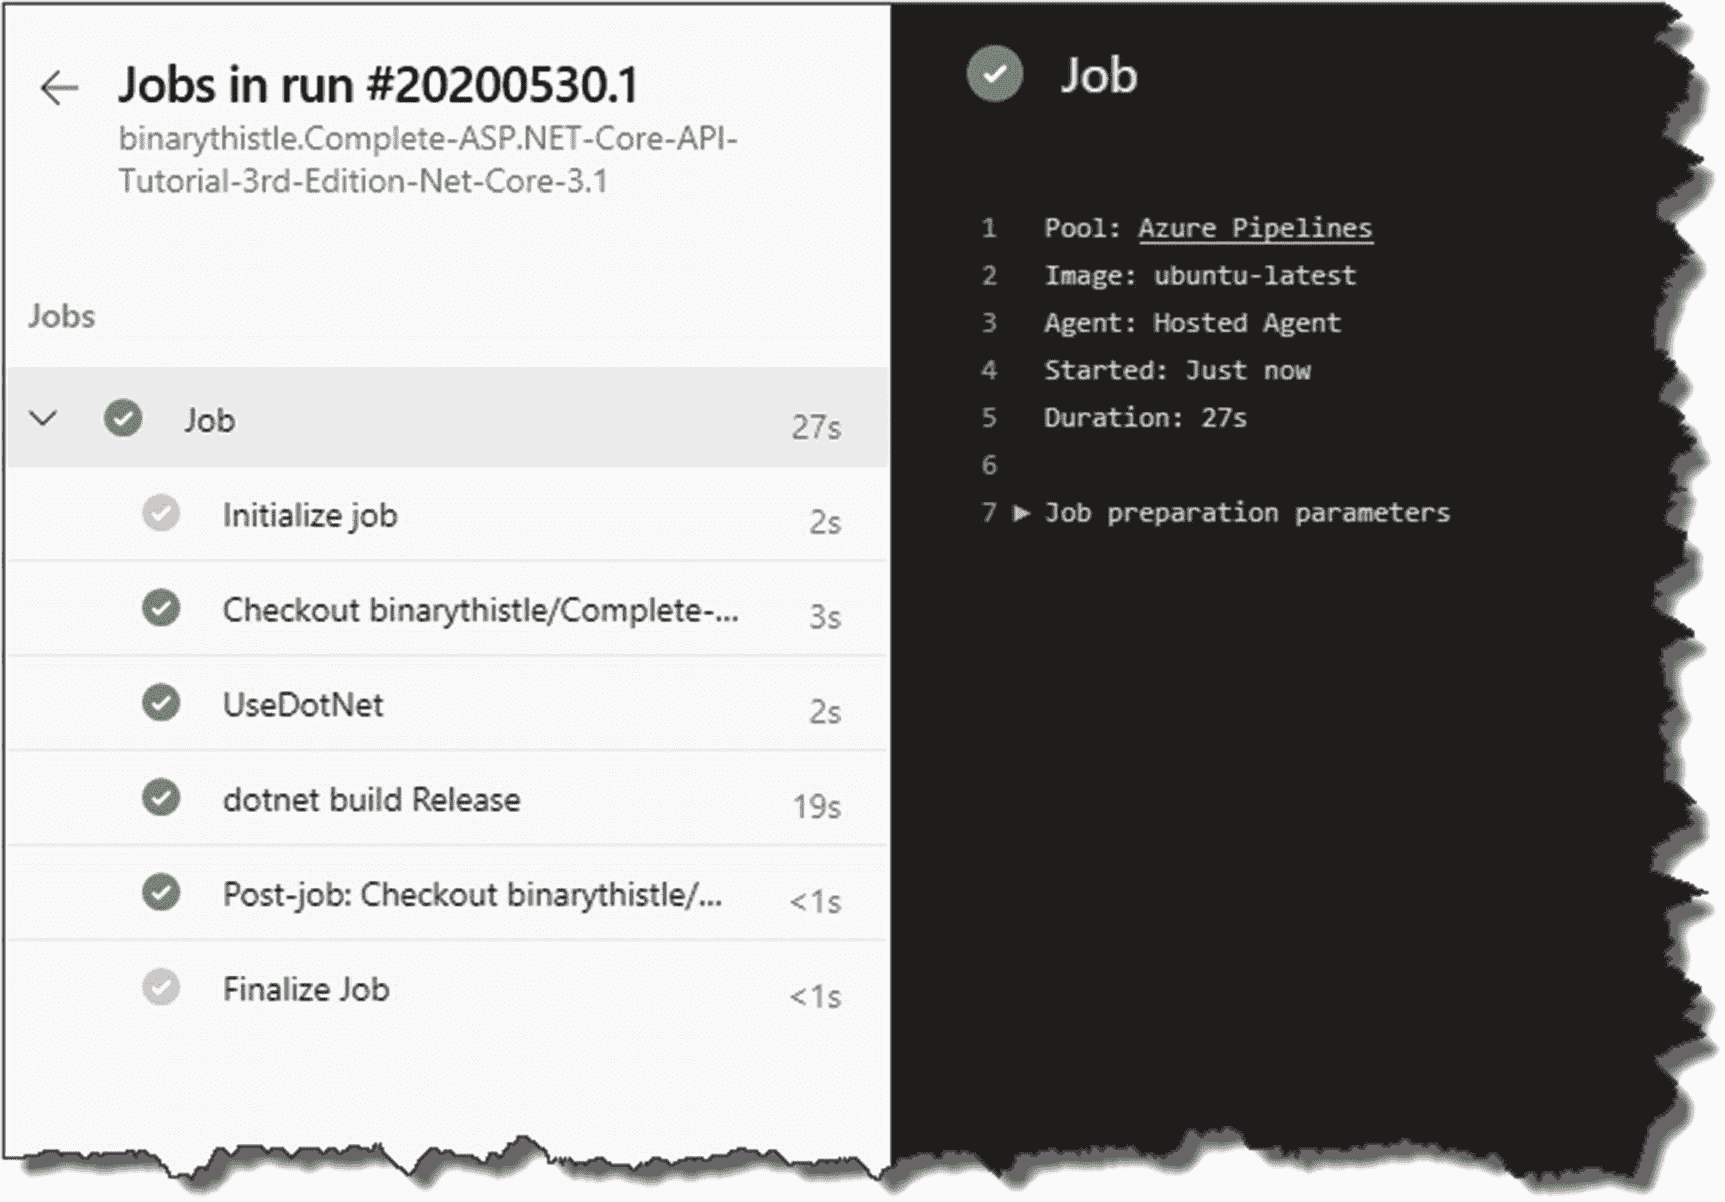 Jobs in run #20200530.1
binarythistle.Complete-ASP.NET-Core-API-
Tutorial-3rd-Edition-Net-Core-3.1
Jobs
Job 27s
Initialize job 2s
Checkout binarythistle/Complete-... 3s
UseDotNet 2s
dotnet build Release 19s
Post-job: Checkout binarythistle/... <1s
Finalize Job <1s
Job
1 Pool: Azure Pipelines
2 Image: ubuntu-latest
3 Agent: Hosted Agent
4 Started: Just now
5 Duration: 27s
6
7 ▶ Job preparation parameters